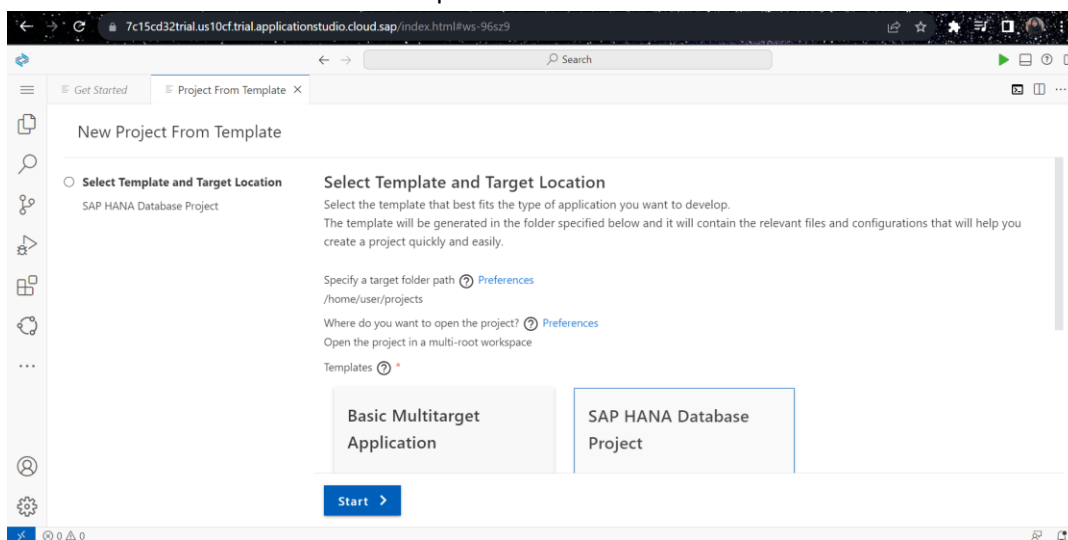 7c15cd32trial.us10cf.trial.applicationstudio.cloud.sap/index.html#ws-96sz9
Search
Get Started
Project From Template
New Project From Template
Select Template and Target Location
SAP HANA Database Project
Select Template and Target Location
Select the template that best fits the type of application you want to develop.
The template will be generated in the folder specified below and it will contain the relevant files and configurations that will help you
create a project quickly and easily.
Specify a target folder path Preferences
/home/user/projects
Where do you want to open the project? Preferences
Open the project in a multi-root workspace
Templates *
Basic Multitarget
Application
SAP HANA Database
Project
Start
0 0